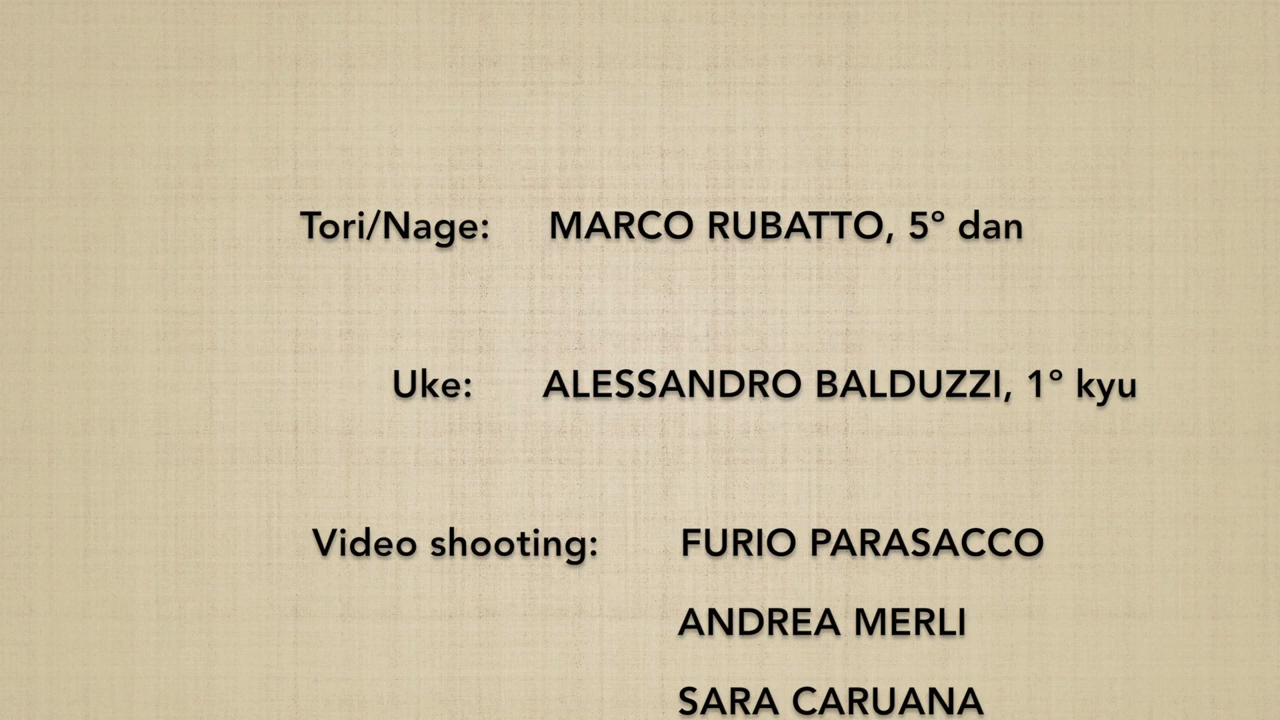 Tori/Nage: MARCO RUBATTO, 5° dan
Uke: ALESSANDRO BALDUZZI, 1° kyu
Video shooting: FURIO PARASACCO
ANDREA MERLI
SARA CARUANA